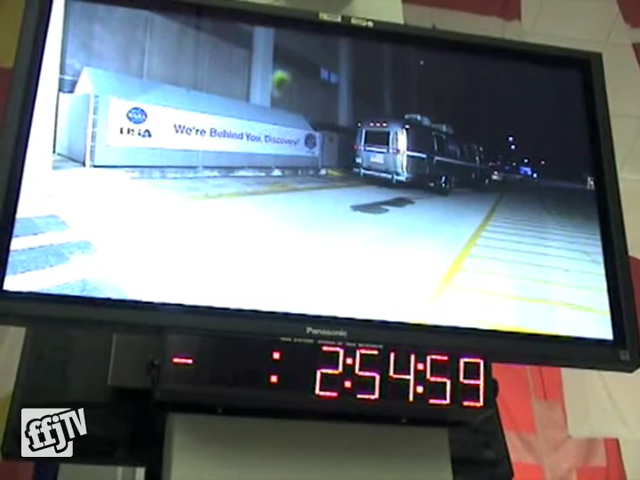 NASA
USA
We're Behind You, Discovery!
Panasonic
- : 2:54:59
ffjTV